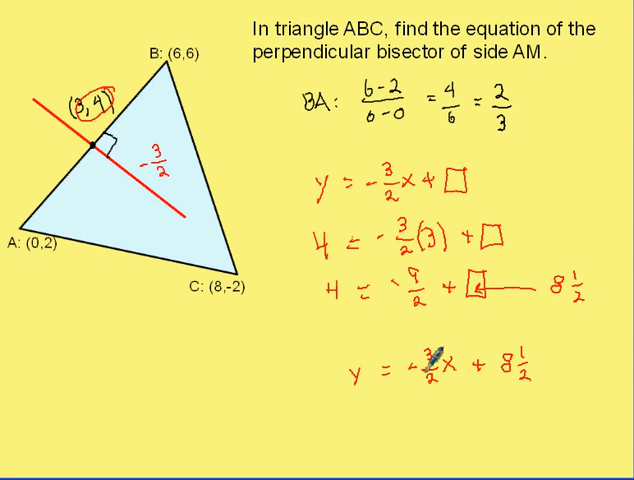 In triangle ABC, find the equation of the
perpendicular bisector of side AM.
B: (6,6)
(3,4)
BA: 6-2/6-0 = 4/6 = 2/3
-3/2
y = -3/2x + □
A: (0,2)
4 = -3/2(3) + □
C: (8,-2)
4 = -9/2 + □ 8 1/2
y = -3/2x + 8 1/2